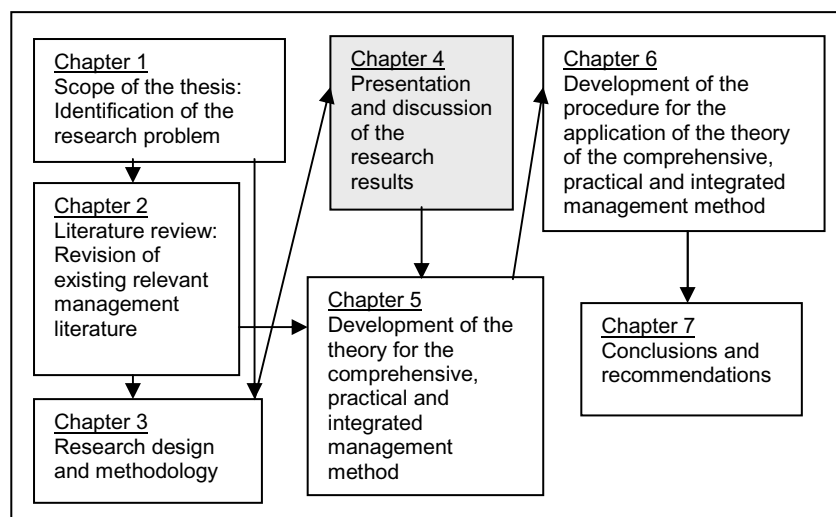 Chapter 1
Scope of the thesis:
Identification of the
research problem
Chapter 2
Literature review:
Revision of
existing relevant
management
literature
Chapter 3
Research design
and methodology
Chapter 4
Presentation
and discussion
of the
research
results
Chapter 5
Development of the
theory for the
comprehensive,
practical and
integrated
management
method
Chapter 6
Development of the
procedure for the
application of the theory
of the comprehensive,
practical and integrated
management method
Chapter 7
Conclusions and
recommendations